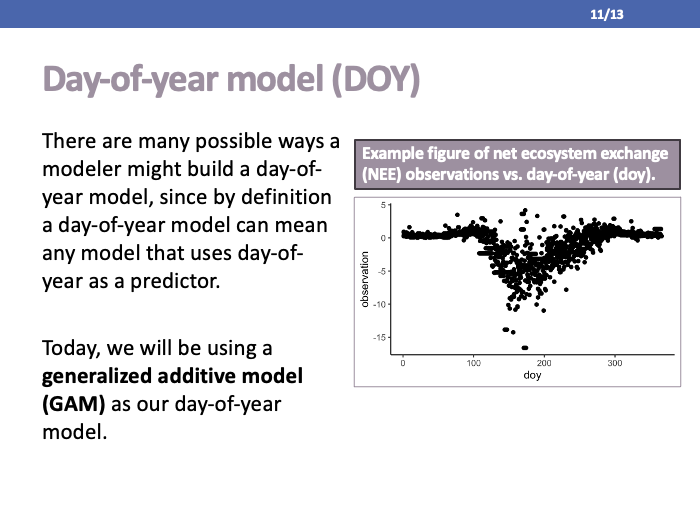 11/13
Day-of-year model (DOY)
There are many possible ways a
modeler might build a day-of-
year model, since by definition
a day-of-year model can mean
any model that uses day-of-
year as a predictor.
Today, we will be using a
generalized additive model
(GAM) as our day-of-year
model.
Example figure of net ecosystem exchange
(NEE) observations vs. day-of-year (doy).
observation
5
0
-5
-10
-15
0 100 200 300
doy